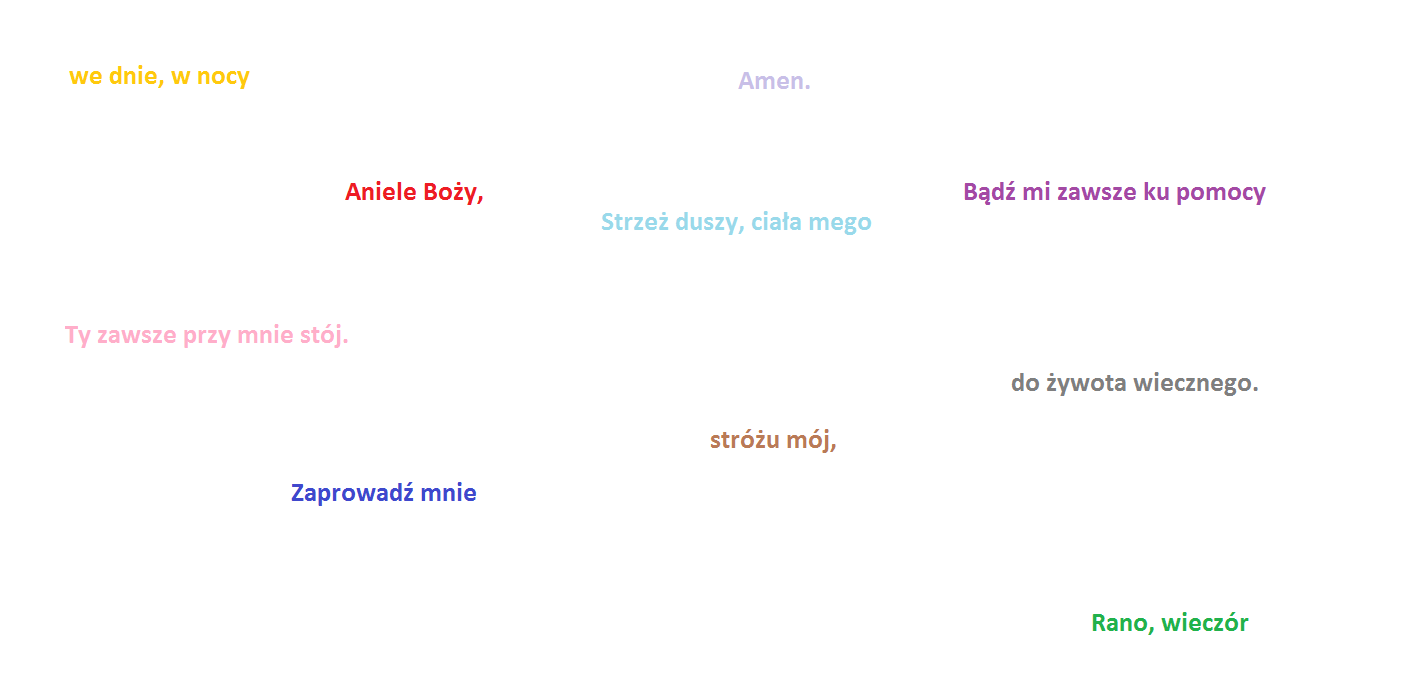 we dnie, w nocy
Amen.
Aniele Boży,
Bądź mi zawsze ku pomocy
Strzeż duszy, ciała mego
Ty zawsze przy mnie stój.
do żywota wiecznego.
stróżu mój,
Zaprowadź mnie
Rano, wieczór